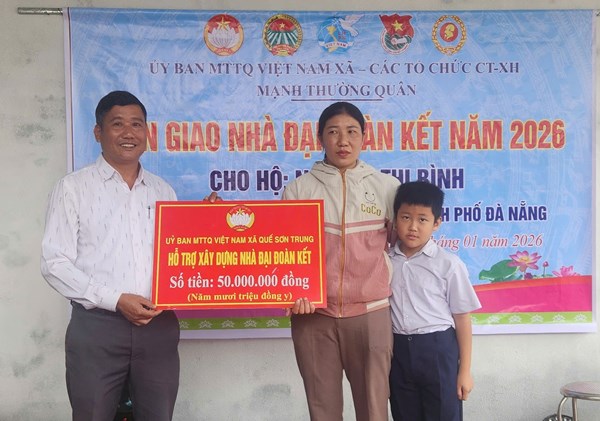 ỦY BAN MTTQ VIỆT NAM XÃ – CÁC TỔ CHỨC CT-XH
MẠNH THƯỜNG QUÂN
N GIAO NHÀ ĐẠI ĐOÀN KẾT NĂM 2026
CHO HỘ: THỊ BÌNH
PHỐ ĐÀ NẴNG
01 năm 2026
CoCo
ỦY BAN MTTQ VIỆT NAM XÃ QUẾ SƠN TRUNG
HỖ TRỢ XÂY DỰNG NHÀ ĐẠI ĐOÀN KẾT
Số tiền: 50.000.000 đồng
(Năm mươi triệu đồng y)